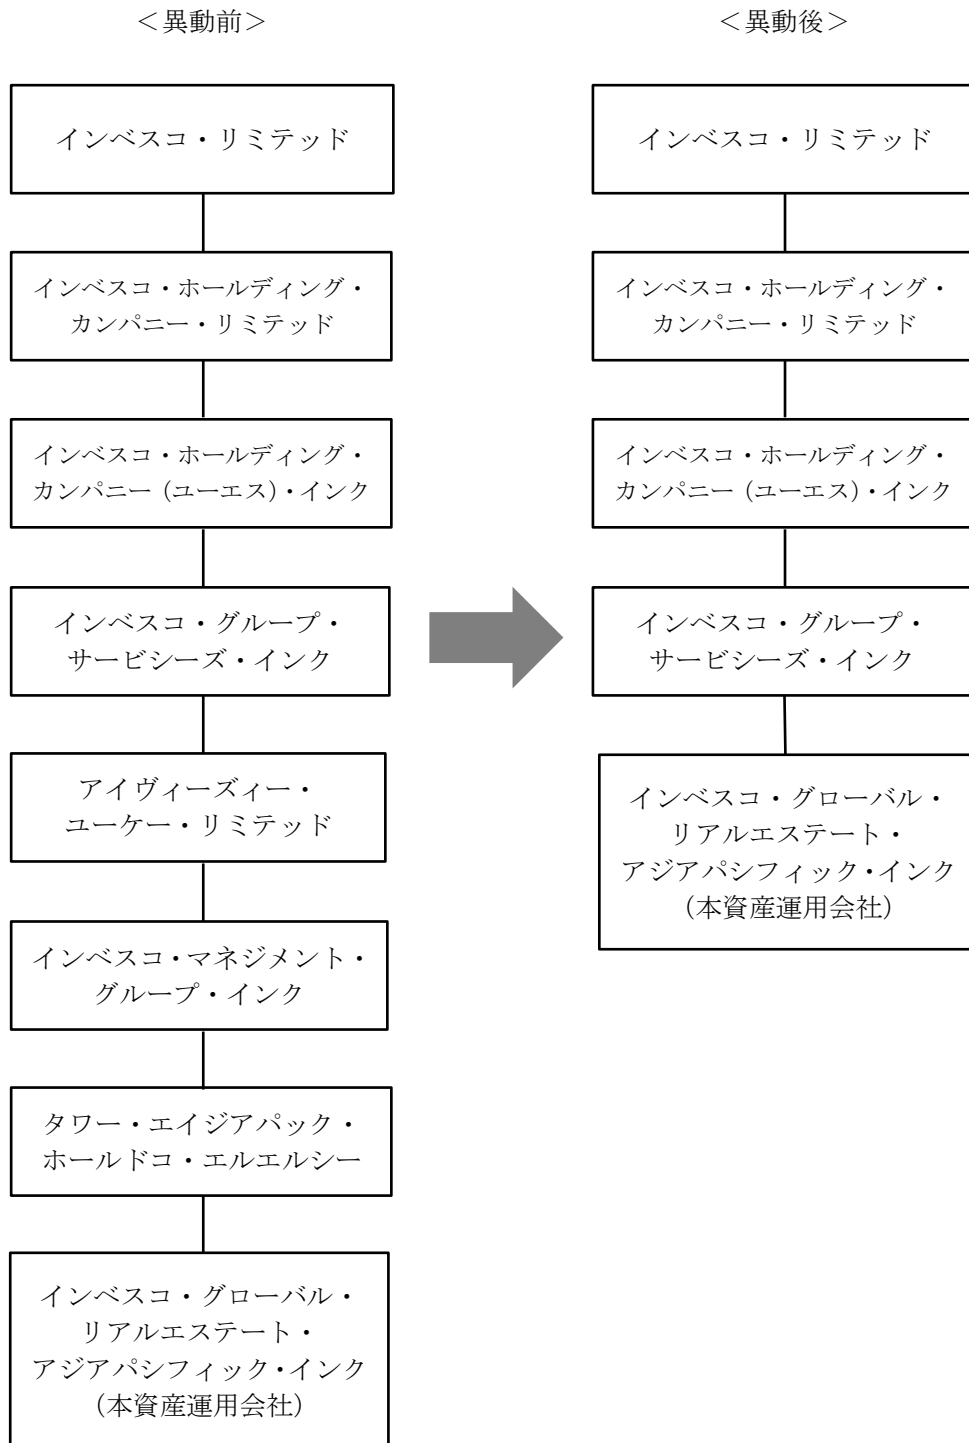 ＜異動前＞
インベスコ・リミテッド
インベスコ・ホールディング・
カンパニー・リミテッド
インベスコ・ホールディング・
カンパニー（ユーエス）・インク
インベスコ・グループ・
サービシーズ・インク
アイヴィーズィー・
ユーケー・リミテッド
インベスコ・マネジメント・
グループ・インク
タワー・エイジアパック・
ホールドコ・エルエルシー
インベスコ・グローバル・
リアルエステート・
アジアパシフィック・インク
（本資産運用会社）
＜異動後＞
インベスコ・リミテッド
インベスコ・ホールディング・
カンパニー・リミテッド
インベスコ・ホールディング・
カンパニー（ユーエス）・インク
インベスコ・グループ・
サービシーズ・インク
インベスコ・グローバル・
リアルエステート・
アジアパシフィック・インク
（本資産運用会社）